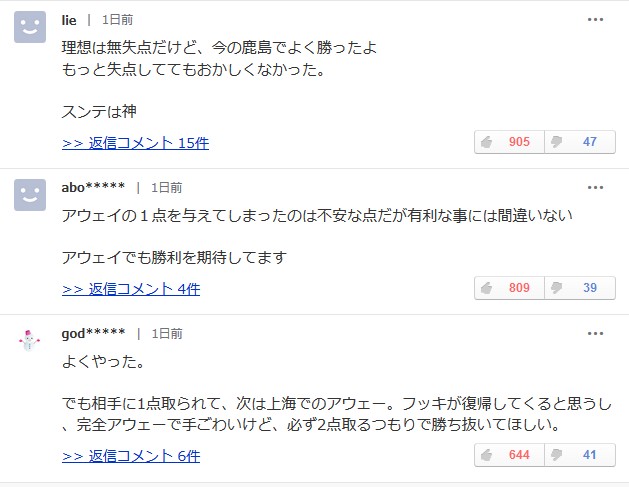 lie | 1日前
理想は無失点だけど、今の鹿島でよく勝ったよ
もっと失点しててもおかしくなかった。
スンテは神
>> 返信コメント 15件
905 47
abo***** | 1日前
アウェイの１点を与えてしまったのは不安な点だが有利な事には間違いない
アウェイでも勝利を期待してます
>> 返信コメント 4件
809 39
god***** | 1日前
よくやった。
でも相手に1点取られて、次は上海でのアウェー。フッキが復帰してくると思うし
、完全アウェーで手ごわいけど、必ず2点取るつもりで勝ち抜いてほしい。
>> 返信コメント 6件
644 41